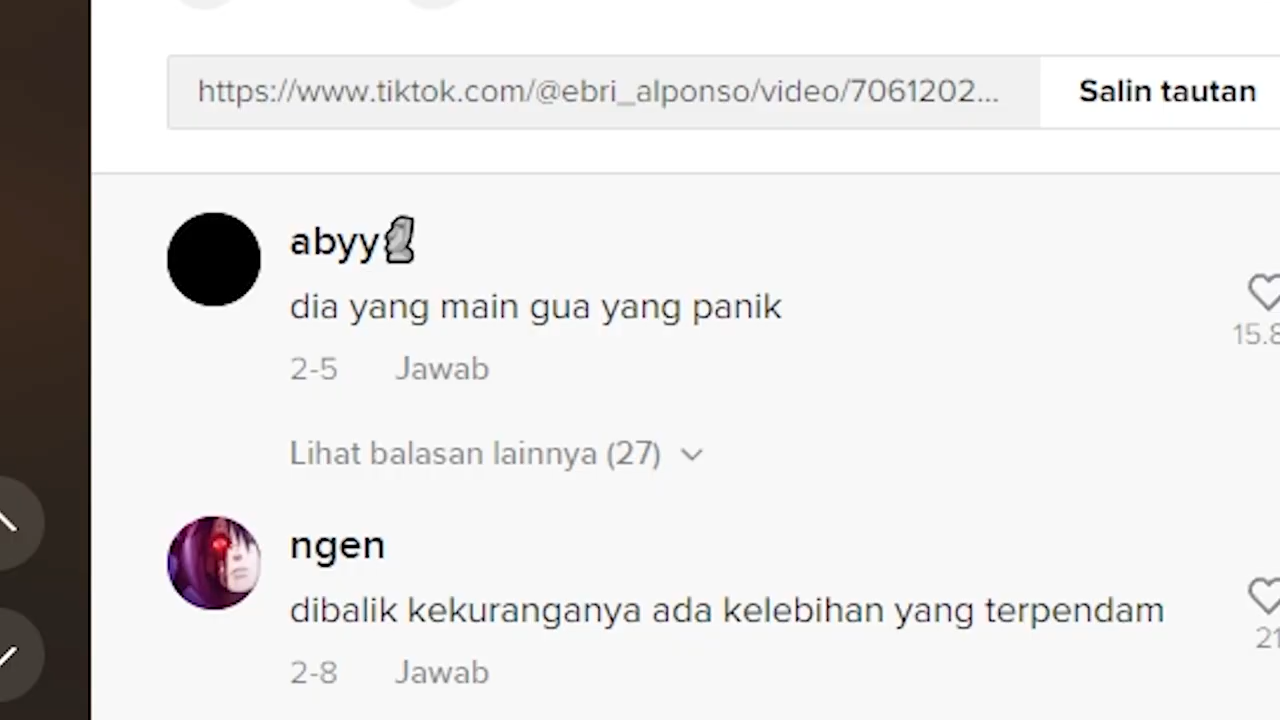 https://www.tiktok.com/@ebri_alponso/video/7061202...
Salin tautan
abyy🗿
dia yang main gua yang panik
15.8
2-5 Jawab
Lihat balasan lainnya (27)
ngen
dibalik kekuranganya ada kelebihan yang terpendam
21
2-8 Jawab